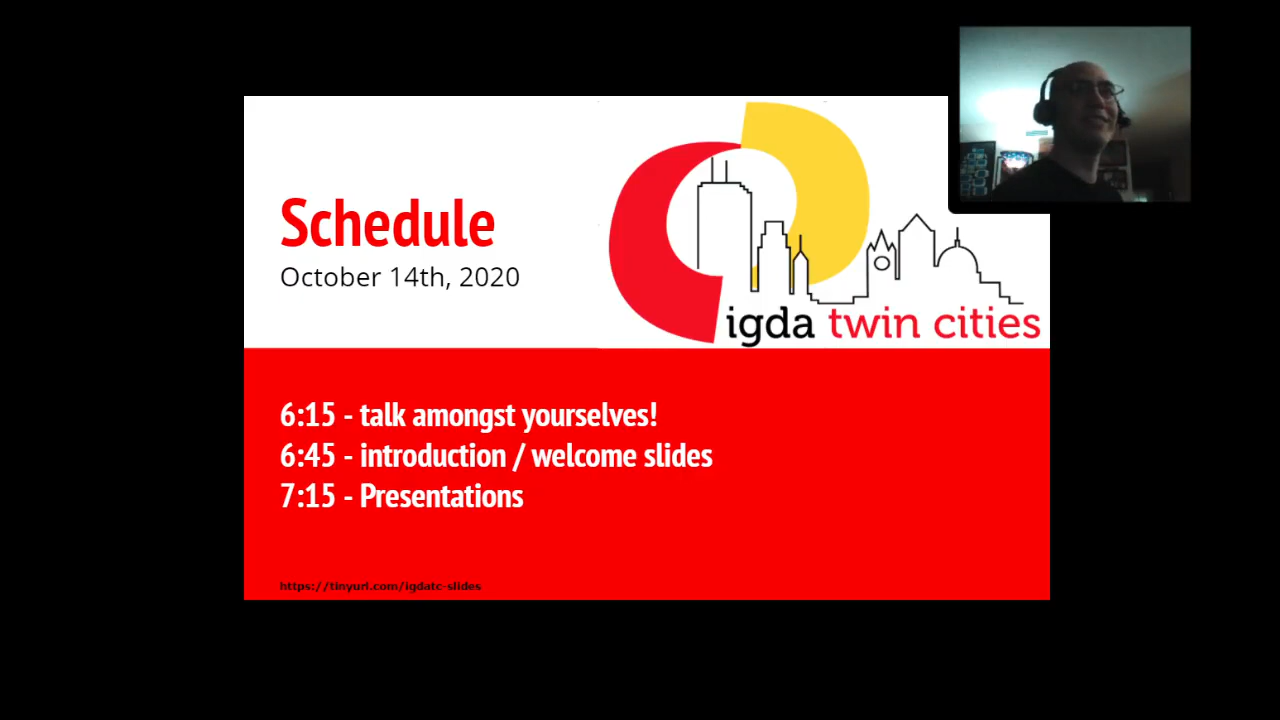 Schedule
October 14th, 2020
igda twin cities
6:15 - talk amongst yourselves!
6:45 - introduction / welcome slides
7:15 - Presentations
https://tinyurl.com/igdatc-slides